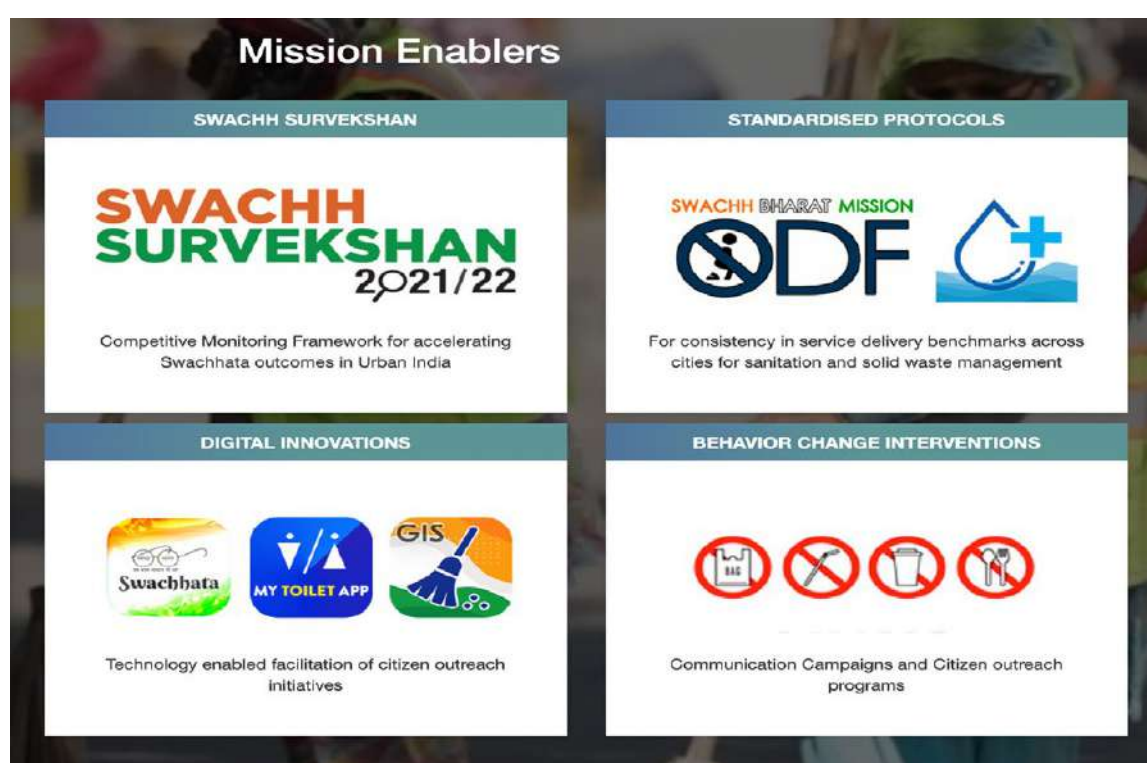 Mission Enablers
SWACHH SURVEKSHAN
SWACHH
SURVEKSHAN
2021/22
Competitive Monitoring Framework for accelerating
Swachhata outcomes in Urban India
STANDARDISED PROTOCOLS
SWACHH BHARAT MISSION
ODF
For consistency in service delivery benchmarks across
cities for sanitation and solid waste management
DIGITAL INNOVATIONS
Swachhata
MY TOILET APP
GIS
Technology enabled facilitation of citizen outreach
initiatives
BEHAVIOR CHANGE INTERVENTIONS
BAG
Communication Campaigns and Citizen outreach
programs